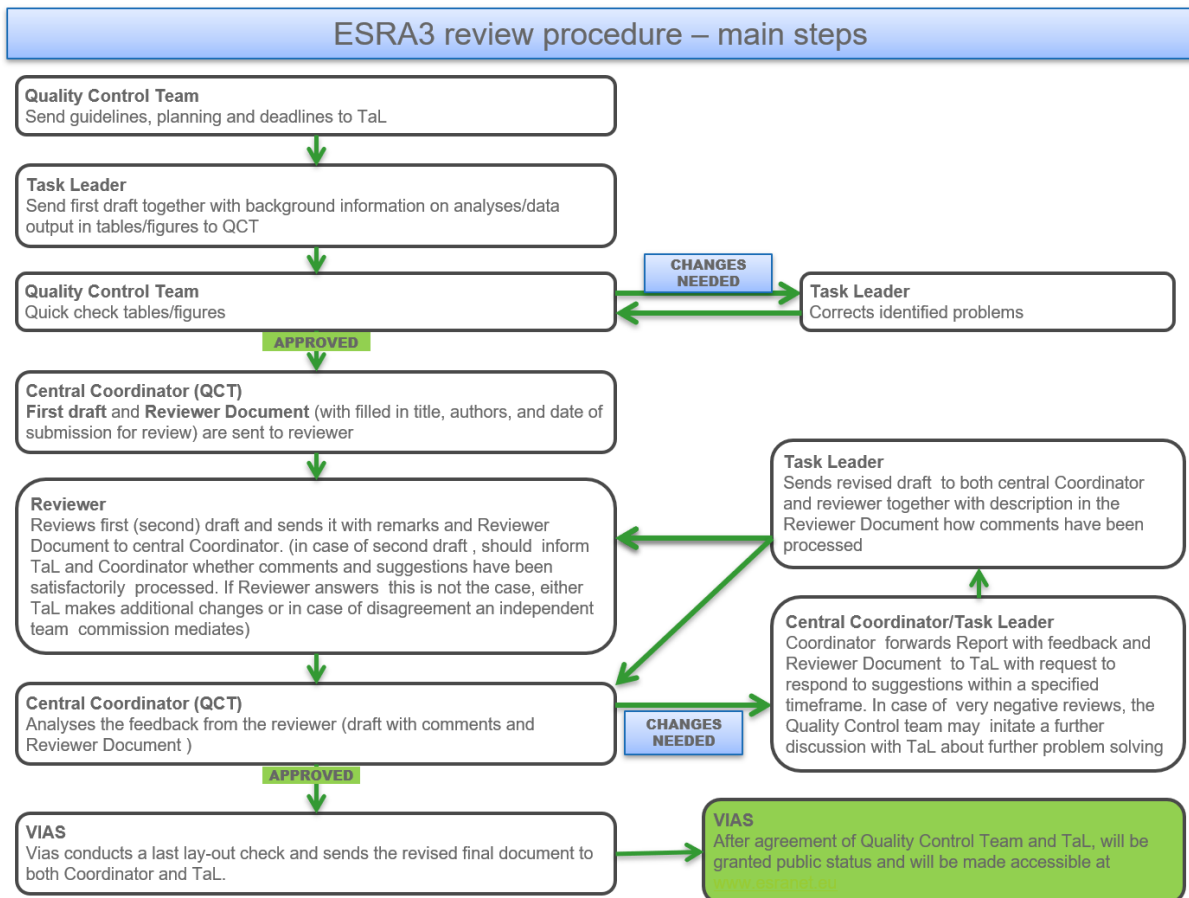 ESRA3 review procedure – main steps
Quality Control Team
Send guidelines, planning and deadlines to TaL
Task Leader
Send first draft together with background information on analyses/data
output in tables/figures to QCT
Quality Control Team
Quick check tables/figures
CHANGES
NEEDED
Task Leader
Corrects identified problems
APPROVED
Central Coordinator (QCT)
First draft and Reviewer Document (with filled in title, authors, and date of
submission for review) are sent to reviewer
Reviewer
Reviews first (second) draft and sends it with remarks and Reviewer
Document to central Coordinator. (in case of second draft , should inform
TaL and Coordinator whether comments and suggestions have been
satisfactorily processed. If Reviewer answers this is not the case, either
TaL makes additional changes or in case of disagreement an independent
team commission mediates)
Task Leader
Sends revised draft to both central Coordinator
and reviewer together with description in the
Reviewer Document how comments have been
processed
Central Coordinator/Task Leader
Coordinator forwards Report with feedback and
Reviewer Document to TaL with request to
respond to suggestions within a specified
timeframe. In case of very negative reviews, the
Quality Control team may initate a further
discussion with TaL about further problem solving
Central Coordinator (QCT)
Analyses the feedback from the reviewer (draft with comments and
Reviewer Document )
CHANGES
NEEDED
APPROVED
VIAS
Vias conducts a last lay-out check and sends the revised final document to
both Coordinator and TaL.
VIAS
After agreement of Quality Control Team and TaL, will be
granted public status and will be made accessible at